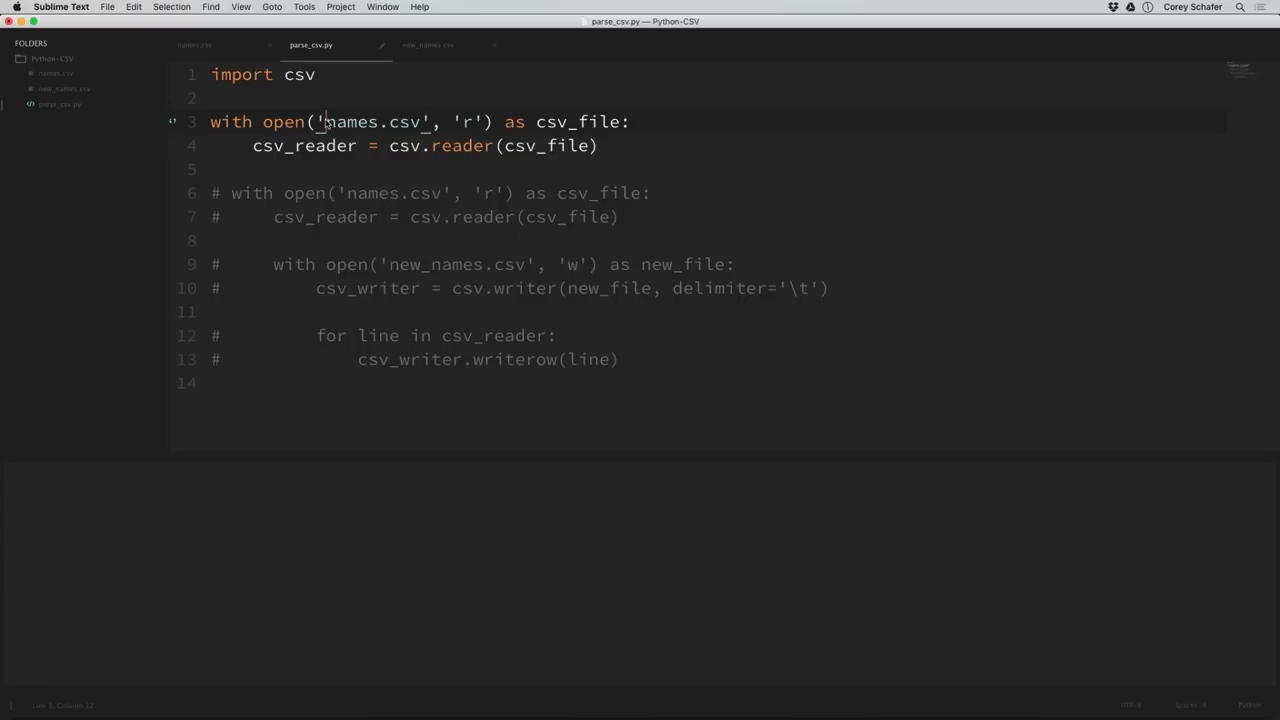 Sublime Text File Edit Selection Find View Goto Tools Project Window Help Corey Schafer
parse_csv.py — Python-CSV
FOLDERS
Python-CSV
names.csv
new_names.csv
parse_csv.py
names.csv parse_csv.py new_names.csv
1 import csv
2
3 with open('names.csv', 'r') as csv_file:
4     csv_reader = csv.reader(csv_file)
5
6 # with open('names.csv', 'r') as csv_file:
7 #     csv_reader = csv.reader(csv_file)
8
9 #     with open('new_names.csv', 'w') as new_file:
10 #         csv_writer = csv.writer(new_file, delimiter='\t')
11
12 #         for line in csv_reader:
13 #             csv_writer.writerow(line)
14
Line 3, Column 12 UTF-8 Spaces: 4 Python